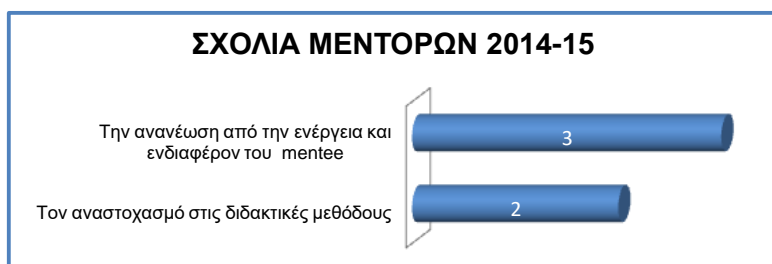 ΣΧΟΛΙΑ ΜΕΝΤΟΡΩΝ 2014-15
Την ανανέωση από την ενέργεια και
ενδιαφέρον του mentee
3
Τον αναστοχασμό στις διδακτικές μεθόδους
2